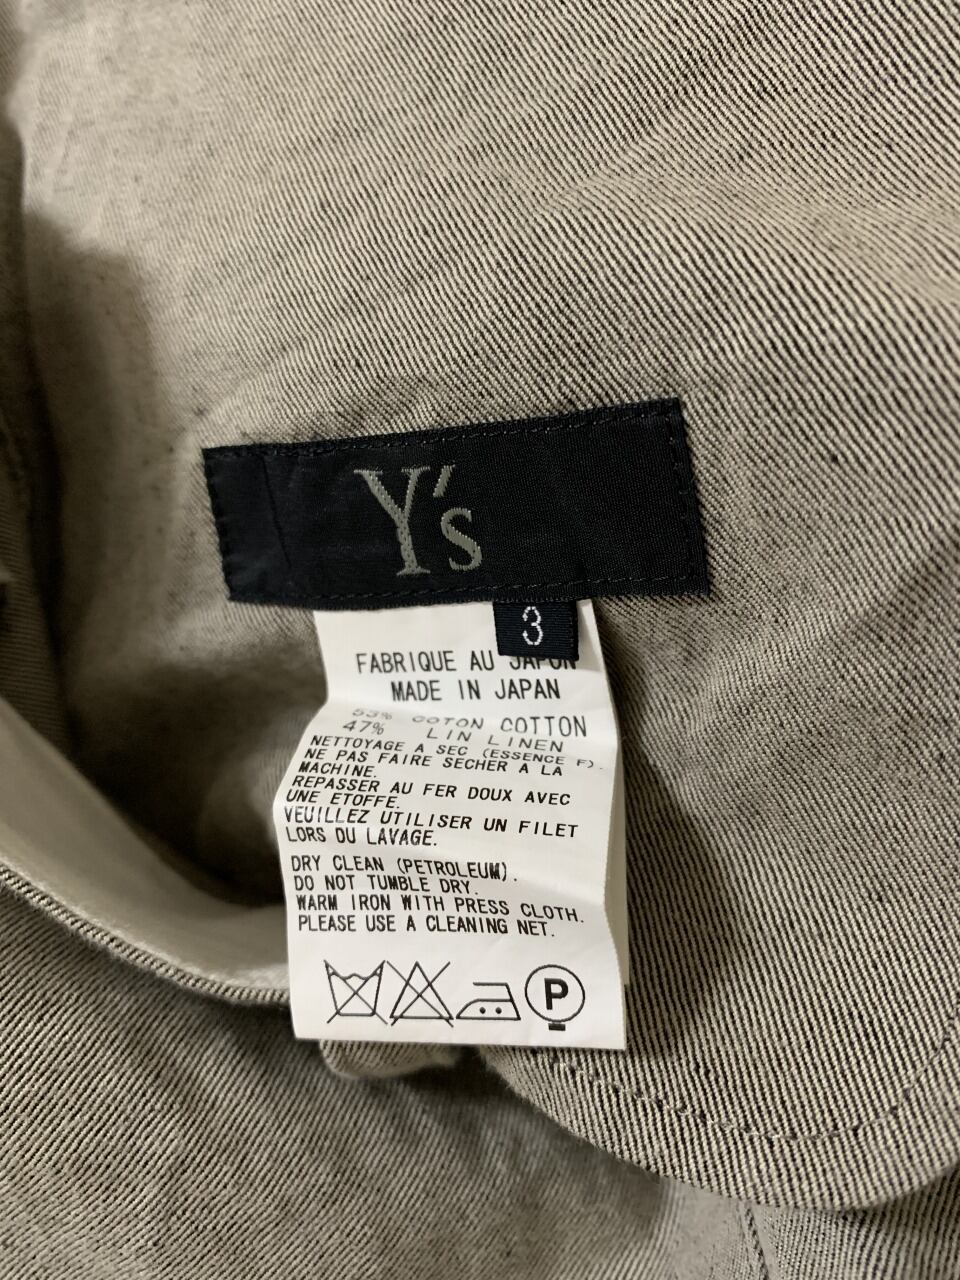 Y's
3
FABRIQUE AU JAPON
MADE IN JAPAN
53% COTON COTTON
47% LIN LINEN
NETTOYAGE A SEC (ESSENCE F).
NE PAS FAIRE SECHER A LA
MACHINE.
REPASSER AU FER DOUX AVEC
UNE ETOFFE.
VEUILLEZ UTILISER UN FILET
LORS DU LAVAGE.
DRY CLEAN (PETROLEUM).
DO NOT TUMBLE DRY.
WARM IRON WITH PRESS CLOTH.
PLEASE USE A CLEANING NET.
P